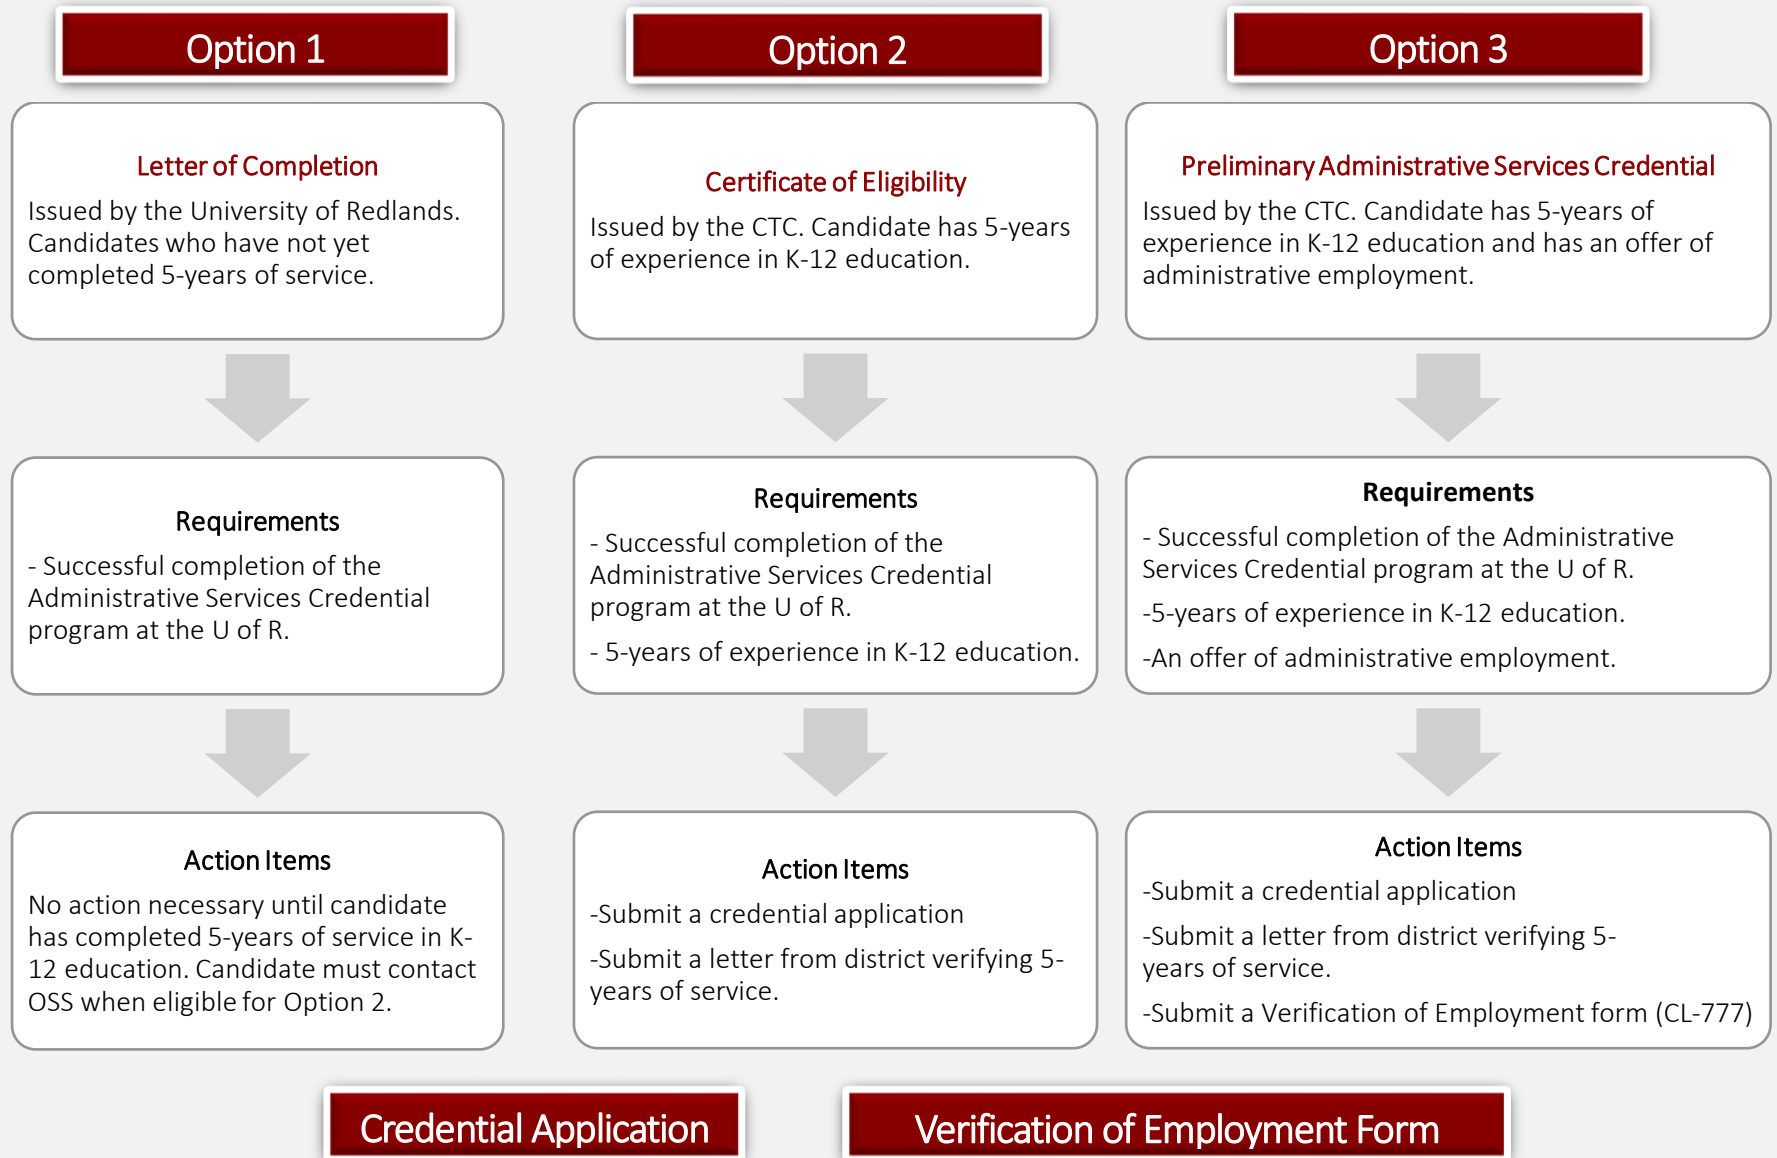 Option 1
Letter of Completion
Issued by the University of Redlands.
Candidates who have not yet
completed 5-years of service.
Requirements
- Successful completion of the
Administrative Services Credential
program at the U of R.
Action Items
No action necessary until candidate
has completed 5-years of service in K-
12 education. Candidate must contact
OSS when eligible for Option 2.
Option 2
Certificate of Eligibility
Issued by the CTC. Candidate has 5-years
of experience in K-12 education.
Requirements
- Successful completion of the
Administrative Services Credential
program at the U of R.
- 5-years of experience in K-12 education.
Action Items
-Submit a credential application
-Submit a letter from district verifying 5-
years of service.
Option 3
Preliminary Administrative Services Credential
Issued by the CTC. Candidate has 5-years of
experience in K-12 education and has an offer of
administrative employment.
Requirements
- Successful completion of the Administrative
Services Credential program at the U of R.
-5-years of experience in K-12 education.
-An offer of administrative employment.
Action Items
-Submit a credential application
-Submit a letter from district verifying 5-
years of service.
-Submit a Verification of Employment form (CL-777)
Credential Application
Verification of Employment Form